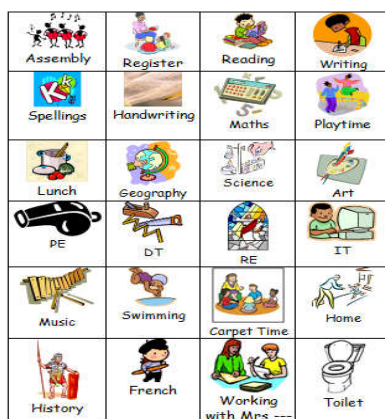 Assembly
Register
Reading
Writing
Kk
Spellings
Handwriting
Maths
Playtime
Lunch
Geography
Science
Art
PE
DT
RE
IT
Music
Swimming
Carpet Time
Home
History
French
Working
with Mrs ---
Toilet